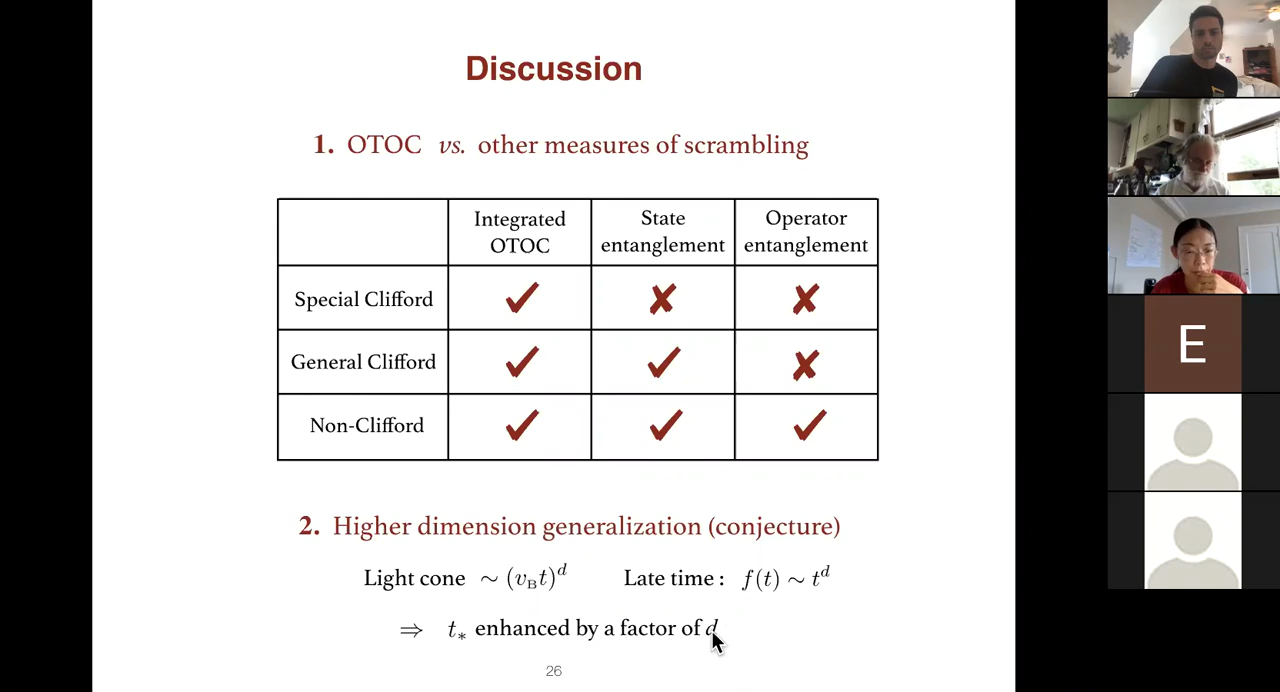 Discussion
1. OTOC vs. other measures of scrambling
Integrated OTOC
State entanglement
Operator entanglement
Special Clifford ✓ ✘ ✘
General Clifford ✓ ✓ ✘
Non-Clifford ✓ ✓ ✓
2. Higher dimension generalization (conjecture)
Light cone ∼ (v_B t)^d Late time : f(t) ∼ t^d
⇒ t_* enhanced by a factor of d
26
E